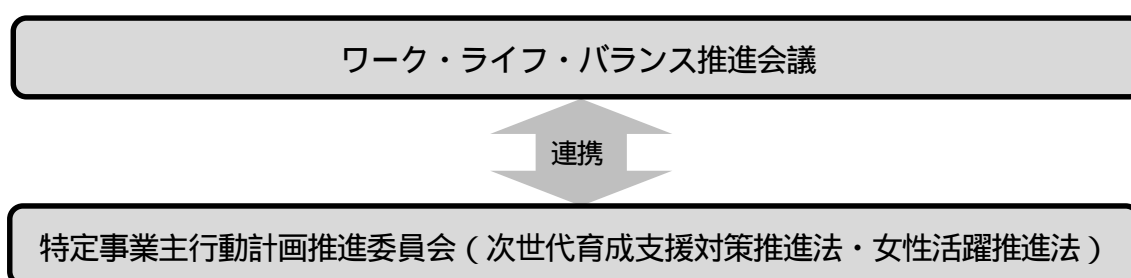 ワーク・ライフ・バランス推進会議
連携
特定事業主行動計画推進委員会（次世代育成支援対策推進法・女性活躍推進法）